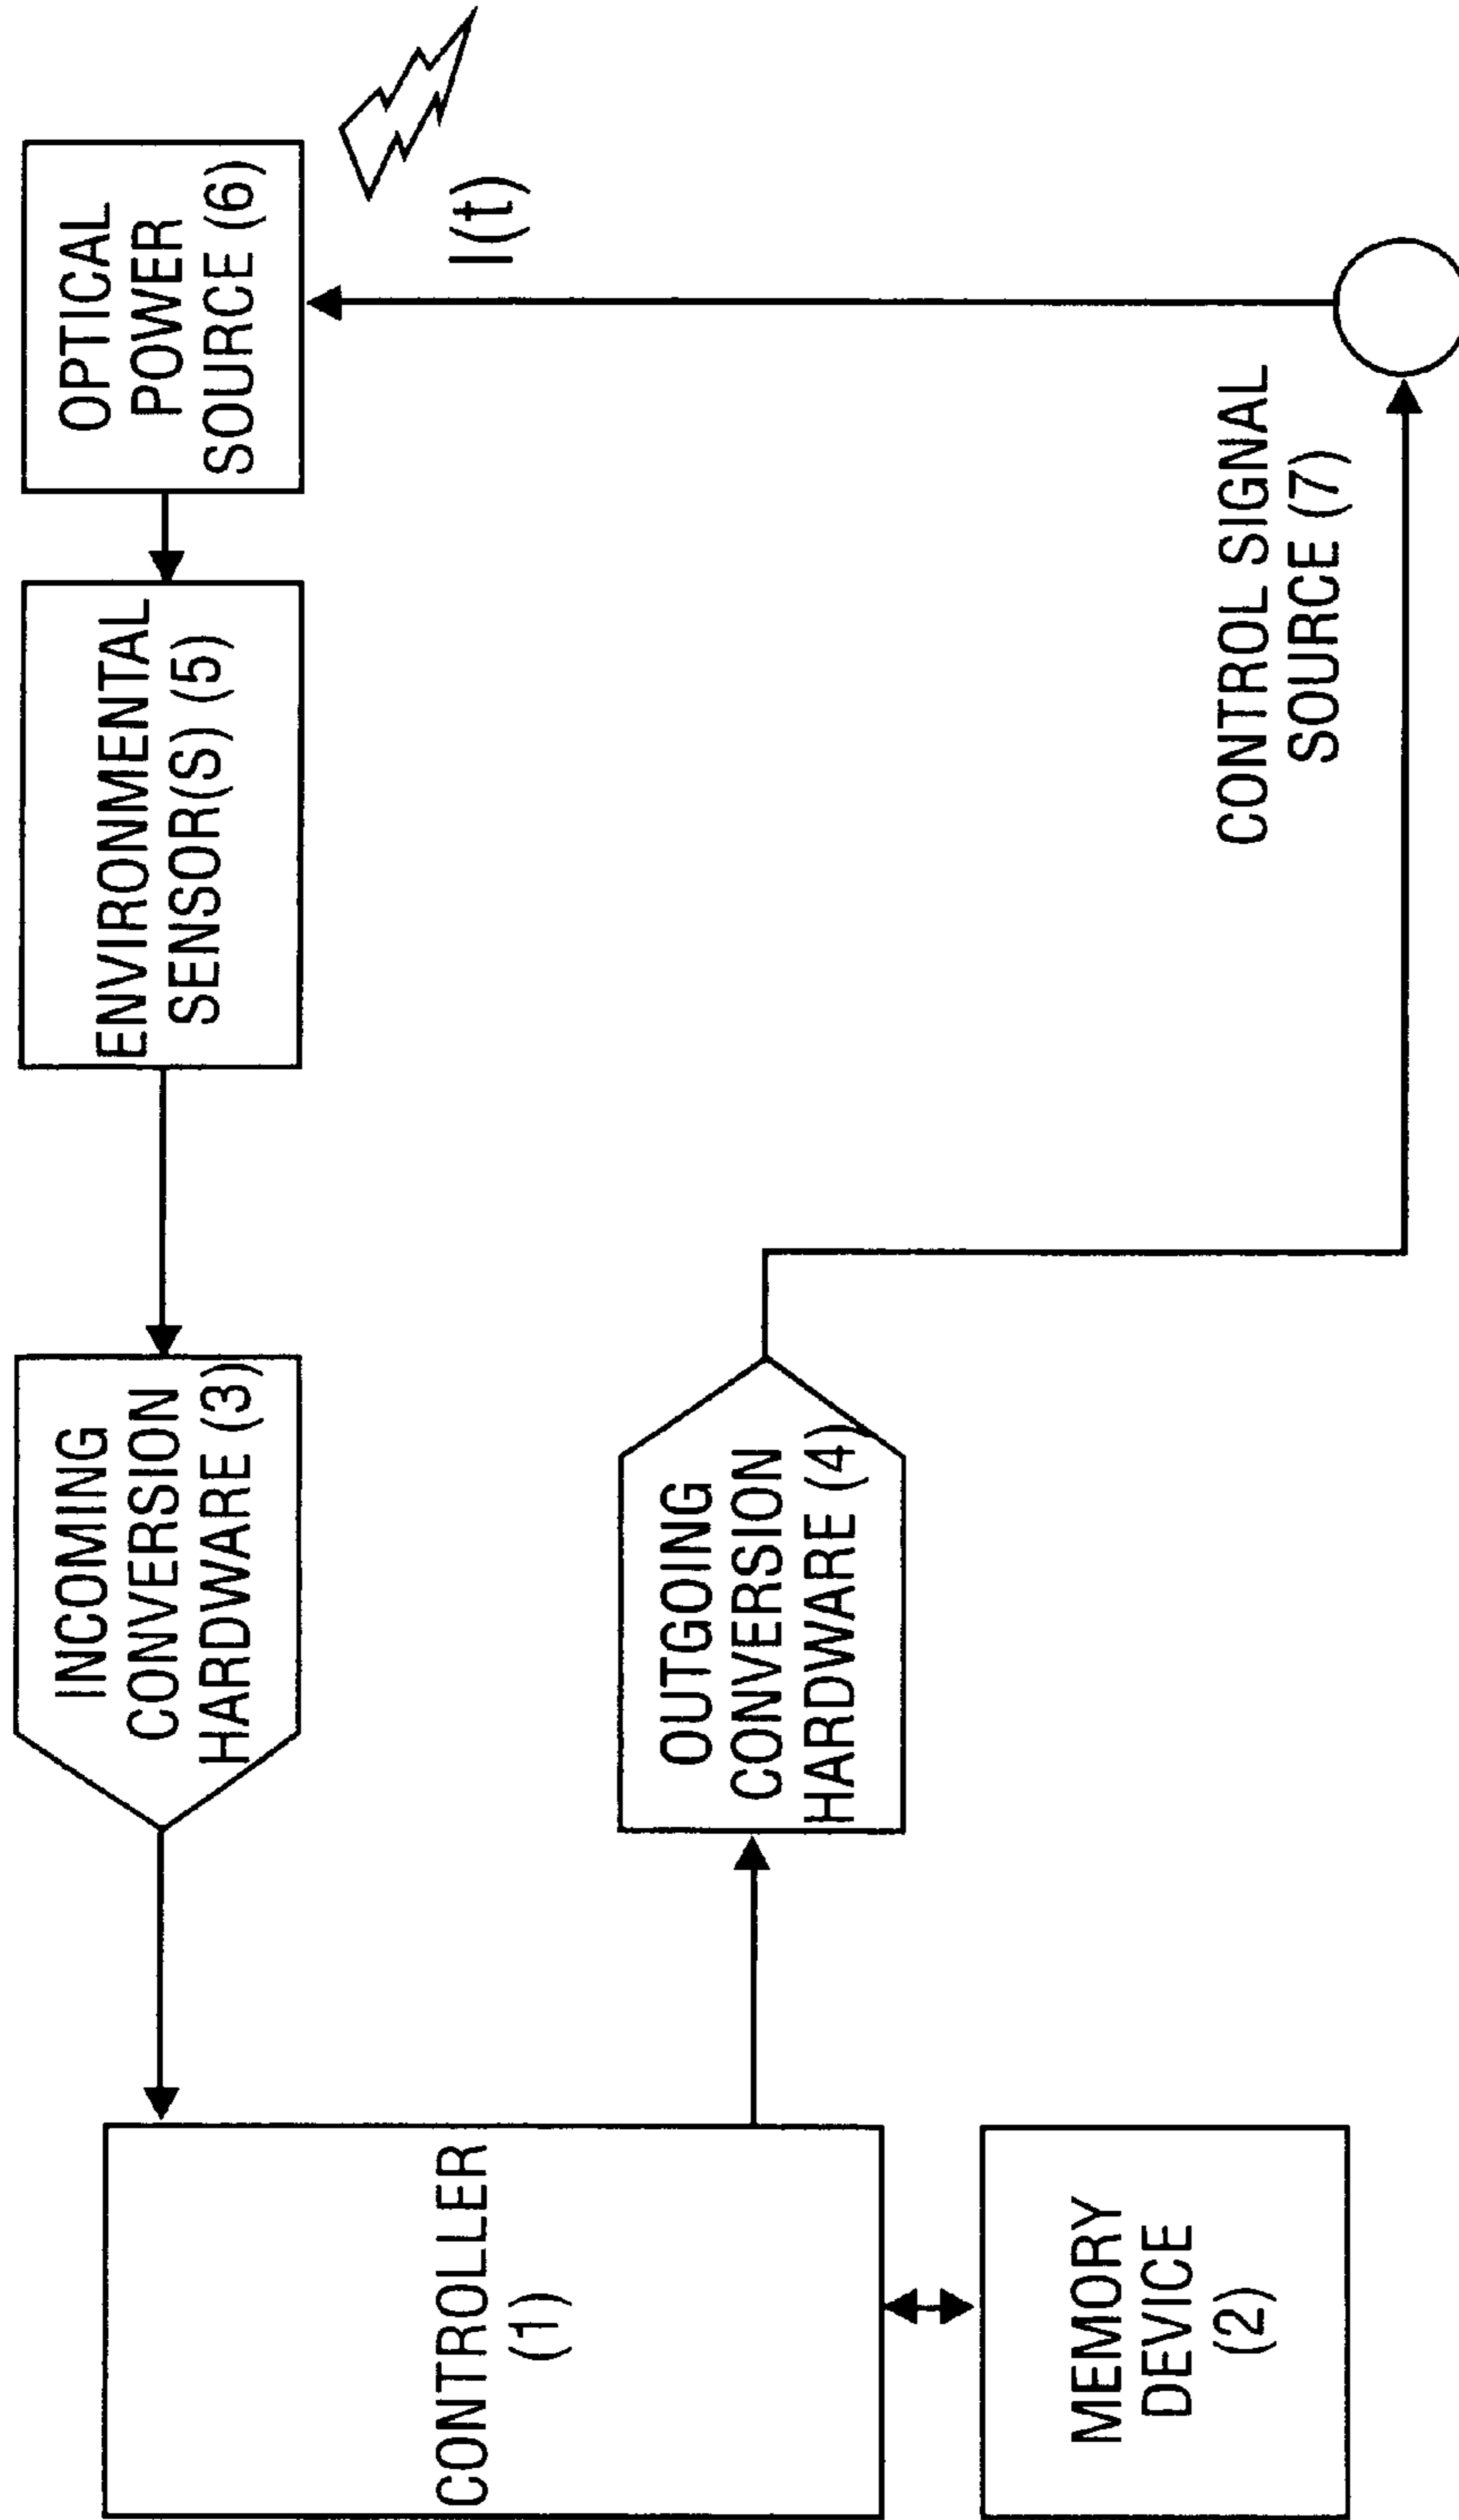 CONTROLLER
(1)
MEMORY
DEVICE
(2)
INCOMING
CONVERSION
HARDWARE (3)
OUTGOING
CONVERSION
HARDWARE (4)
ENVIRONMENTAL
SENSOR(S) (5)
OPTICAL
POWER
SOURCE (6)
I(t)
CONTROL SIGNAL
SOURCE (7)